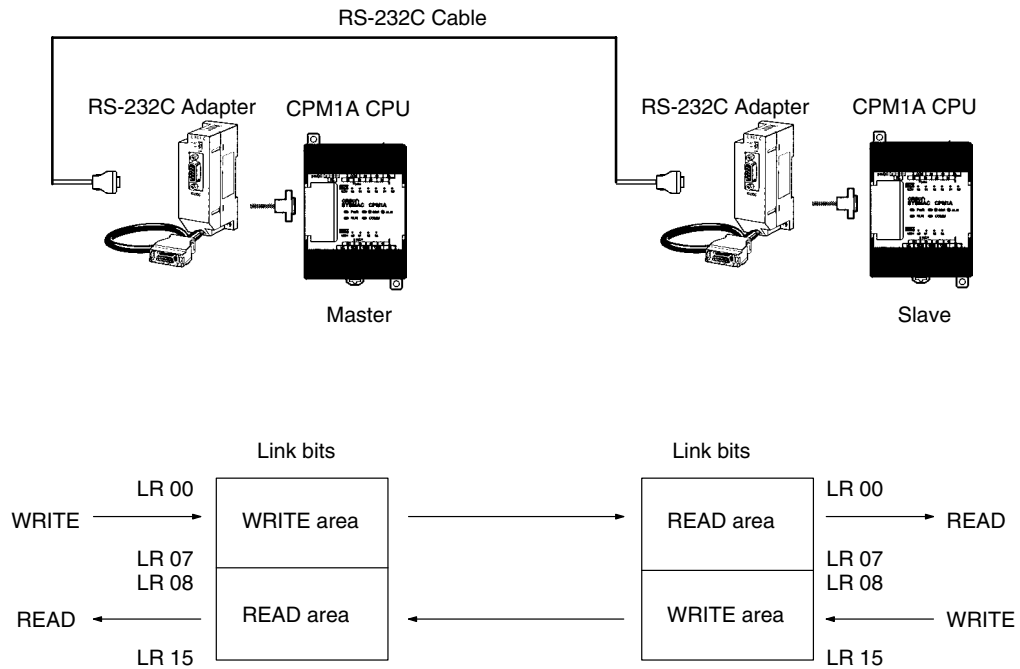 RS-232C Cable
RS-232C Adapter CPM1A CPU RS-232C Adapter CPM1A CPU
Master Slave
Link bits Link bits
LR 00 LR 00
WRITE WRITE area READ area READ
LR 07 LR 07
LR 08 LR 08
READ READ area WRITE area WRITE
LR 15 LR 15